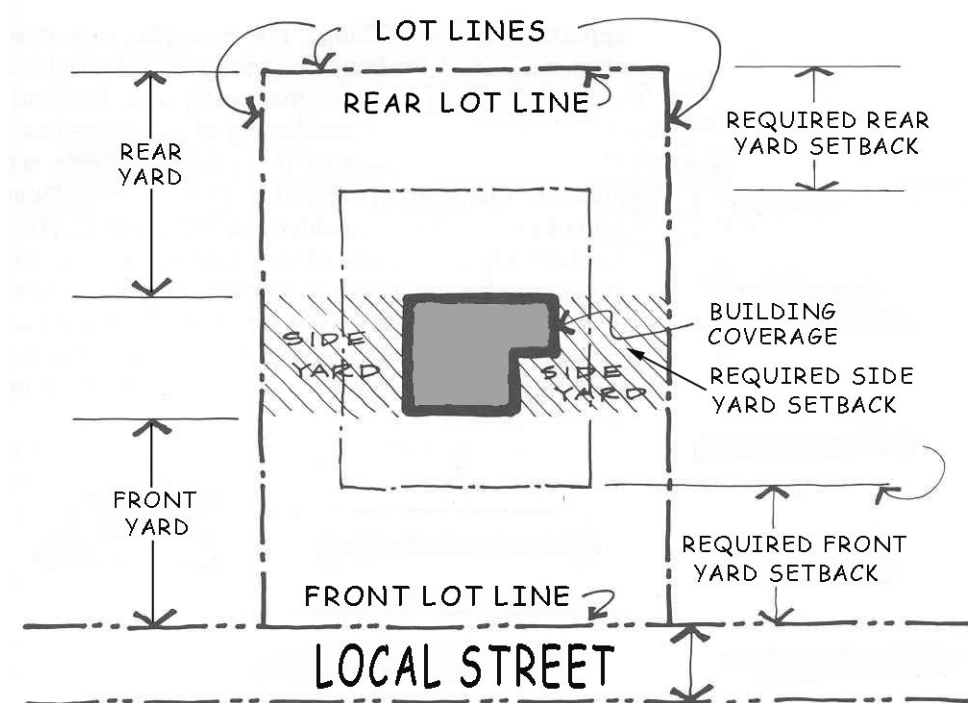 LOT LINES
REAR LOT LINE
REAR
YARD
REQUIRED REAR
YARD SETBACK
SIDE
YARD
BUILDING
COVERAGE
SIDE
YARD
REQUIRED SIDE
YARD SETBACK
FRONT
YARD
REQUIRED FRONT
YARD SETBACK
FRONT LOT LINE
LOCAL STREET